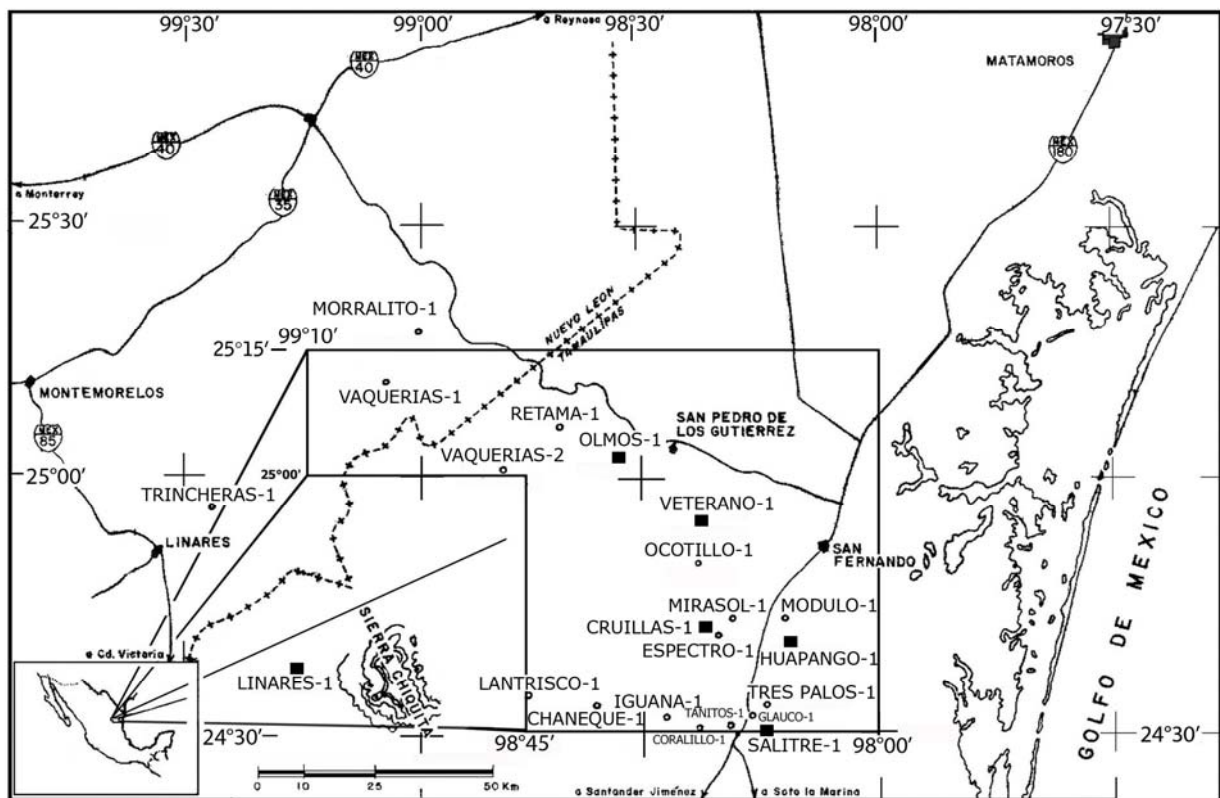 99°30′ 99°00′ 98°30′ 98°00′ 97°30′
a Reynosa
MATAMOROS
MEX 40
MEX 40
MEX 180
a Monterrey
MEX 35
25°30′
MORRALITO-1
NUEVO LEON
TAMAULIPAS
99°10′
25°15′
MONTEMORELOS
VAQUERIAS-1
RETAMA-1
SAN PEDRO DE
LOS GUTIERREZ
OLMOS-1
MEX 85
VAQUERIAS-2
25°00′
25°00′
TRINCHERAS-1
VETERANO-1
LINARES
OCOTILLO-1
SAN
FERNANDO
GOLFO DE MEXICO
MIRASOL-1
MODULO-1
CRUILLAS-1
SIERRA CHIQUITA
ESPECTRO-1
HUAPANGO-1
a Cd. Victoria
LINARES-1
LANTRISCO-1
IGUANA-1
TRES PALOS-1
CHANEQUE-1
TANITOS-1
GLAUCO-1
24°30′
98°45′
CORALILLO-1
SALITRE-1
98°00′
24°30′
0 10 25 50 Km
a Santander Jiménez
a Soto la Marina